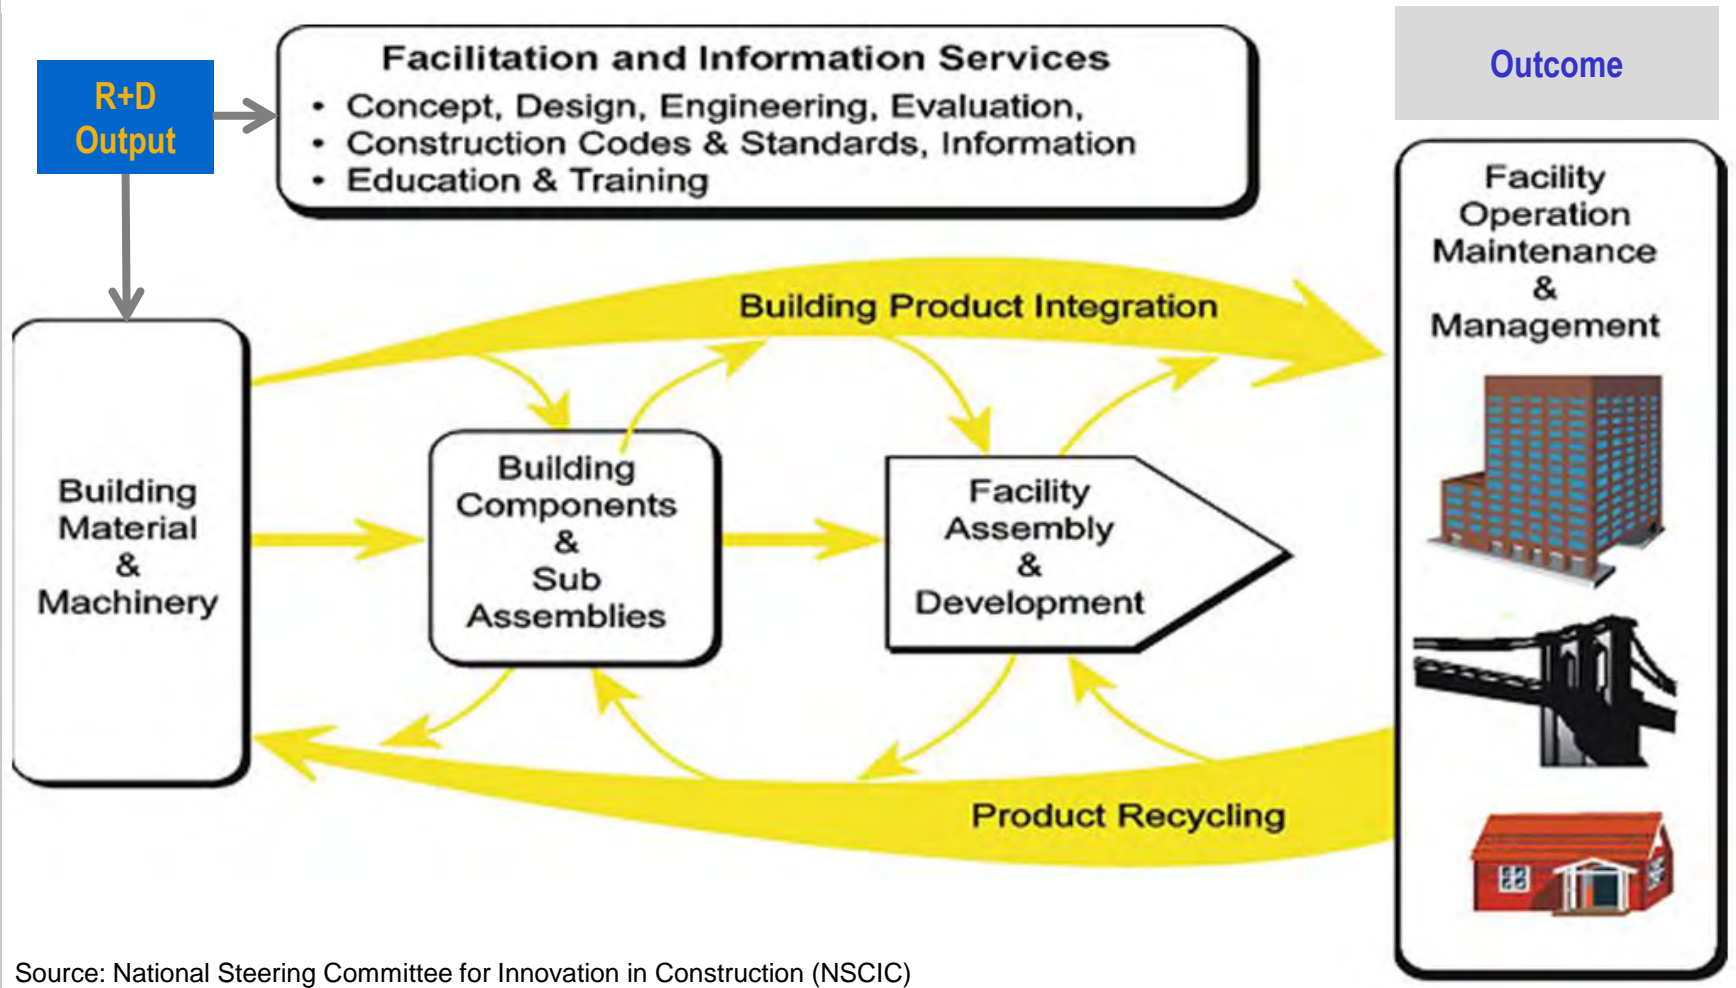 R+D
Output
Facilitation and Information Services
• Concept, Design, Engineering, Evaluation,
• Construction Codes & Standards, Information
• Education & Training
Outcome
Facility
Operation
Maintenance
&
Management
Building Product Integration
Building
Material
&
Machinery
Building
Components
&
Sub
Assemblies
Facility
Assembly
&
Development
Product Recycling
Source: National Steering Committee for Innovation in Construction (NSCIC)